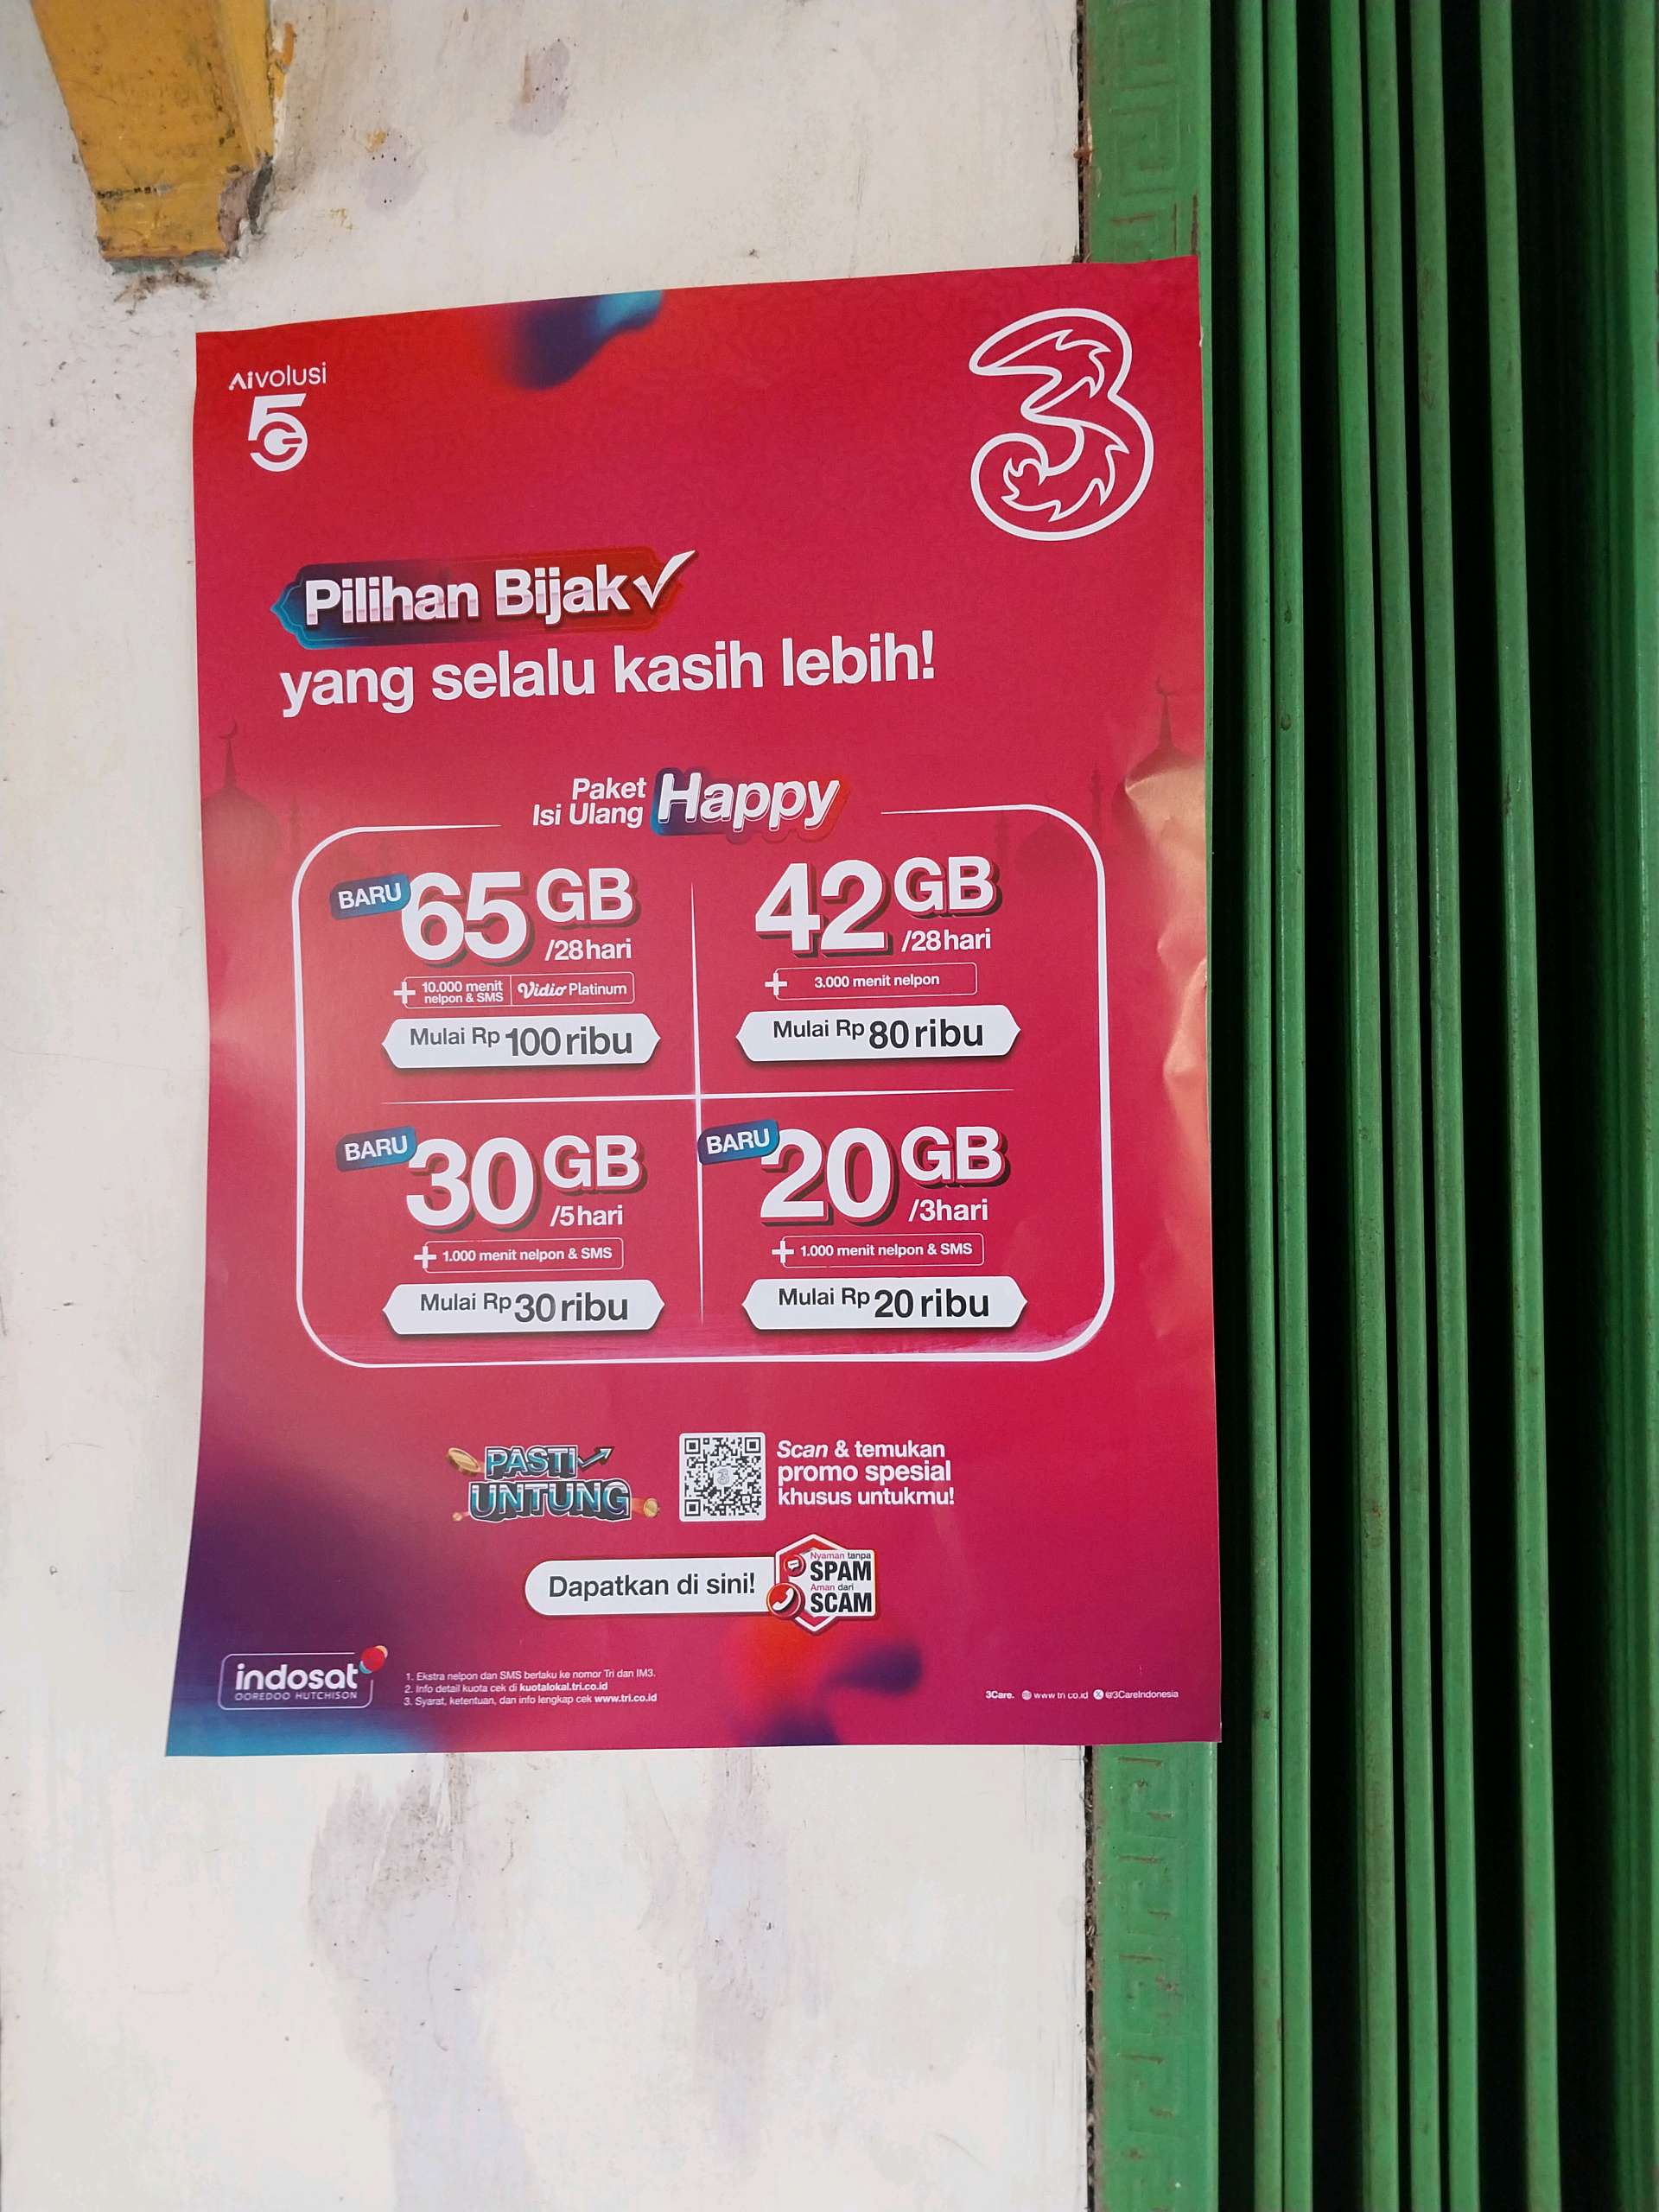 Aivolusi
5G
3
Pilihan Bijak
yang selalu kasih lebih!
Paket
Isi Ulang Happy
BARU 65 GB
/28 hari
+ 10.000 menit
nelpon & SMS
Vidio Platinum
Mulai Rp 100 ribu
42 GB
/28 hari
+ 3.000 menit nelpon
Mulai Rp 80 ribu
BARU 30 GB
/5 hari
+ 1.000 menit nelpon & SMS
Mulai Rp 30 ribu
BARU 20 GB
/3hari
+ 1.000 menit nelpon & SMS
Mulai Rp 20 ribu
PASTI
UNTUNG
Scan & temukan
promo spesial
khusus untukmu!
Dapatkan di sini!
Nyaman tanpa
SPAM
Aman dari
SCAM
indosat
OOREDOO HUTCHISON
1. Ekstra nelpon dan SMS berlaku ke nomor Tri dan IM3.
2. Info detail kuota cek di kuotalokal.tri.co.id
3. Syarat, ketentuan, dan info lengkap cek www.tri.co.id
3Care. www.tri.co.id @3CareIndonesia